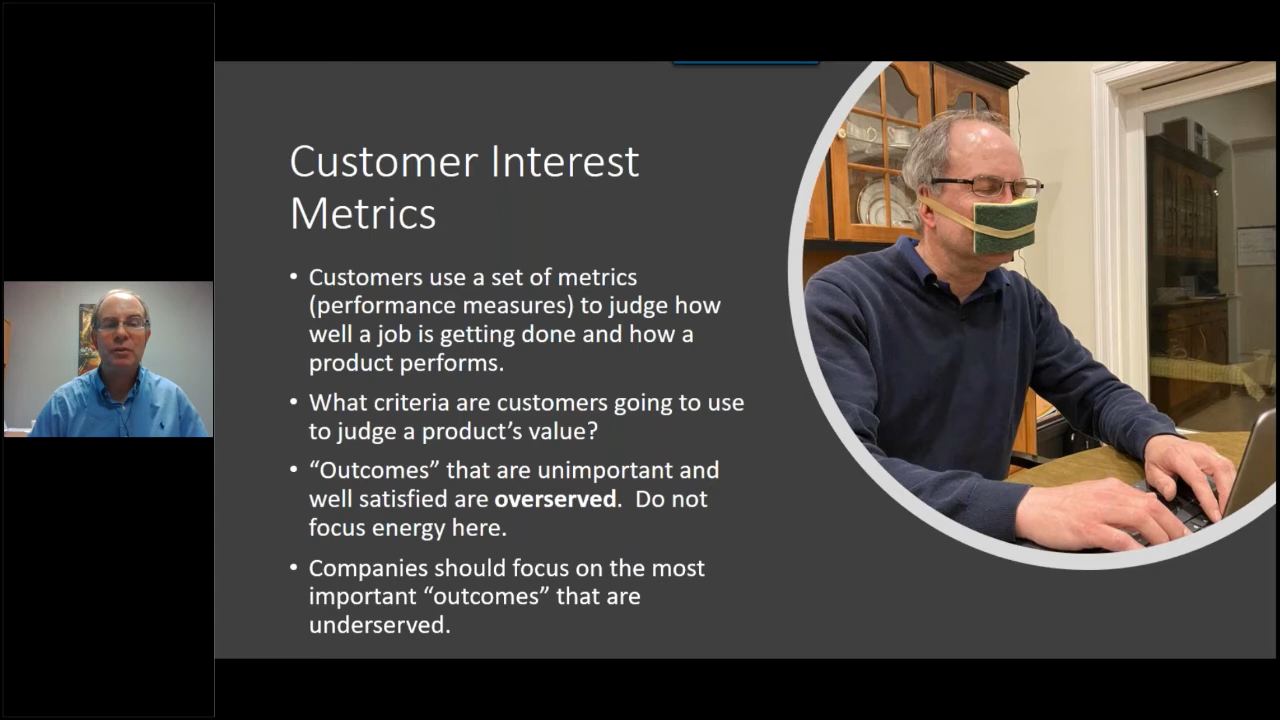 Customer Interest
Metrics
• Customers use a set of metrics
(performance measures) to judge how
well a job is getting done and how a
product performs.
• What criteria are customers going to use
to judge a product’s value?
• “Outcomes” that are unimportant and
well satisfied are overserved.  Do not
focus energy here.
• Companies should focus on the most
important “outcomes” that are
underserved.